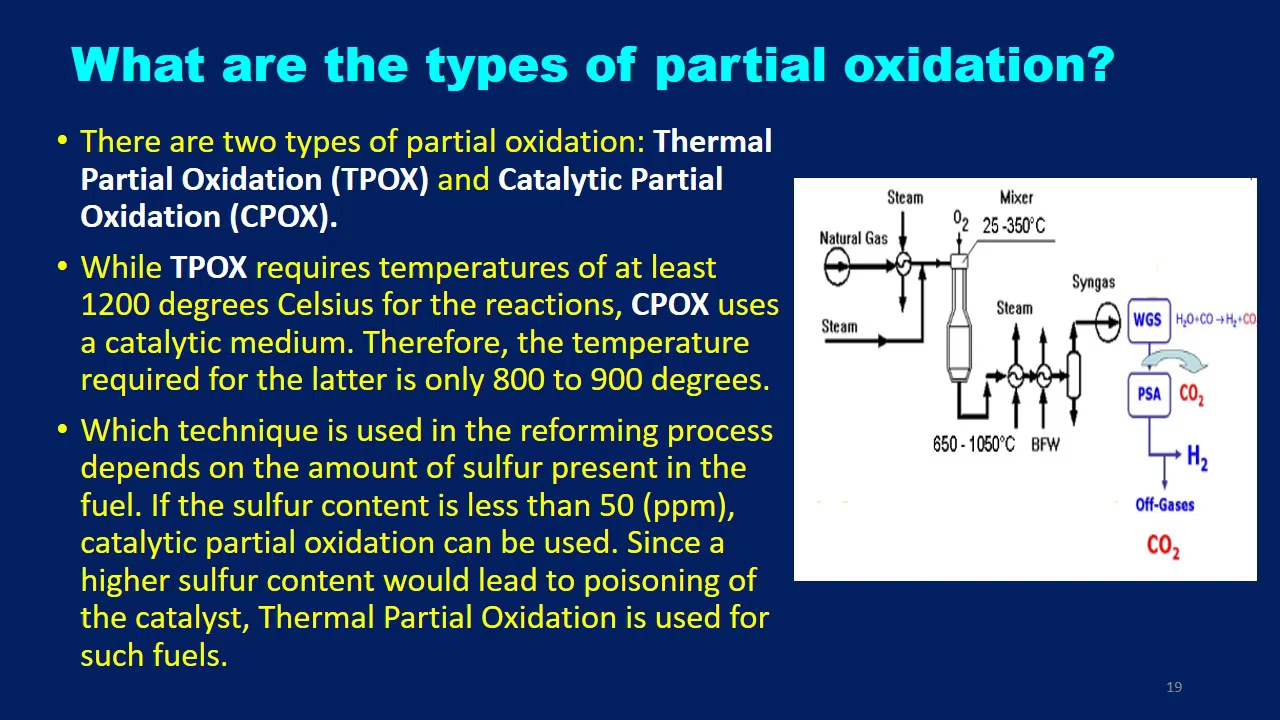 What are the types of partial oxidation?
• There are two types of partial oxidation: Thermal
Partial Oxidation (TPOX) and Catalytic Partial
Oxidation (CPOX).
• While TPOX requires temperatures of at least
1200 degrees Celsius for the reactions, CPOX uses
a catalytic medium. Therefore, the temperature
required for the latter is only 800 to 900 degrees.
• Which technique is used in the reforming process
depends on the amount of sulfur present in the
fuel. If the sulfur content is less than 50 (ppm),
catalytic partial oxidation can be used. Since a
higher sulfur content would lead to poisoning of
the catalyst, Thermal Partial Oxidation is used for
such fuels.
Steam
Mixer
O₂
25 -350°C
Natural Gas
Steam
Syngas
Steam
WGS
H₂O+CO→H₂+CO
PSA
CO₂
650 - 1050°C
BFW
H₂
Off-Gases
CO₂
19